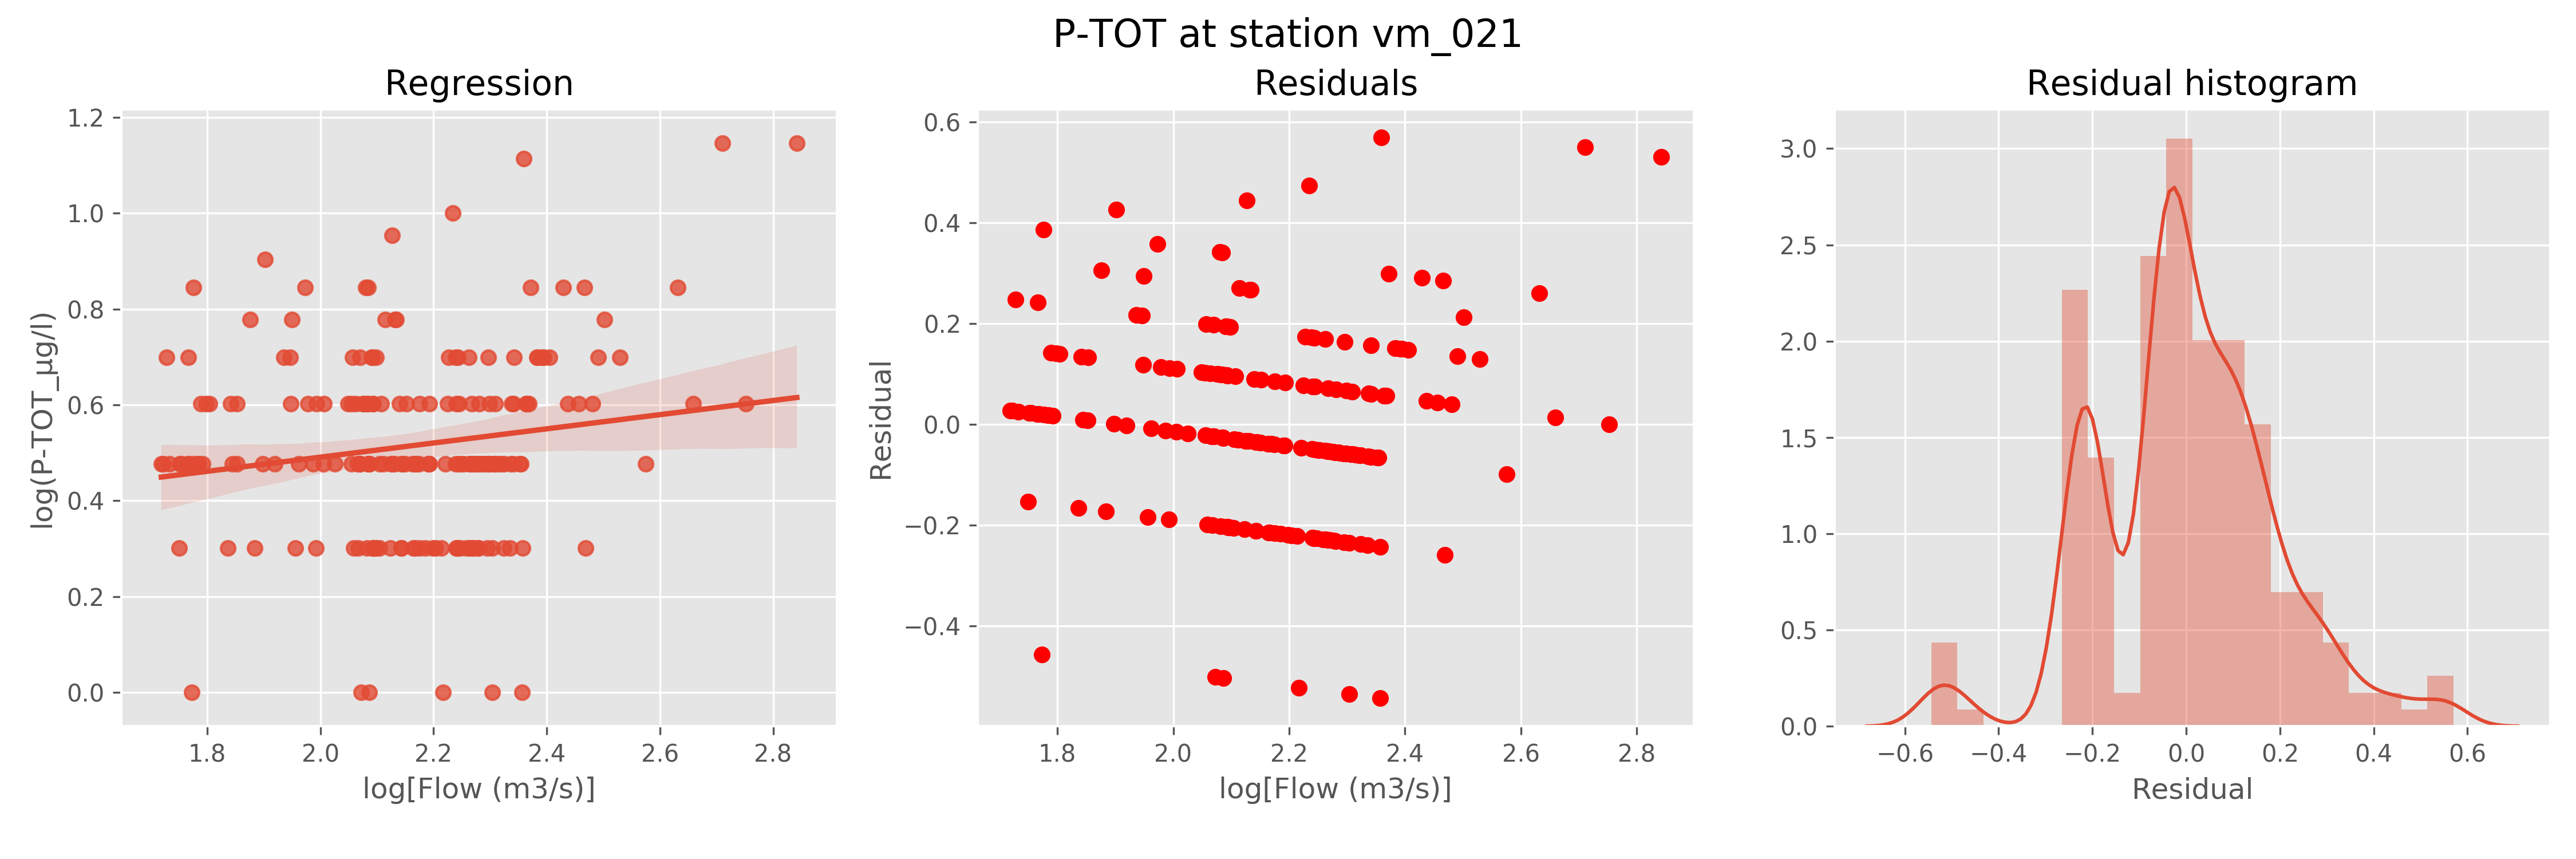 P-TOT at station vm_021
Regression
Residuals
Residual histogram
1.2
1.0
0.8
0.6
0.4
0.2
0.0
log(P-TOT_µg/l)
1.8 2.0 2.2 2.4 2.6 2.8
log[Flow (m3/s)]
0.6
0.4
0.2
0.0
−0.2
−0.4
Residual
1.8 2.0 2.2 2.4 2.6 2.8
log[Flow (m3/s)]
3.0
2.5
2.0
1.5
1.0
0.5
0.0
−0.6 −0.4 −0.2 0.0 0.2 0.4 0.6
Residual